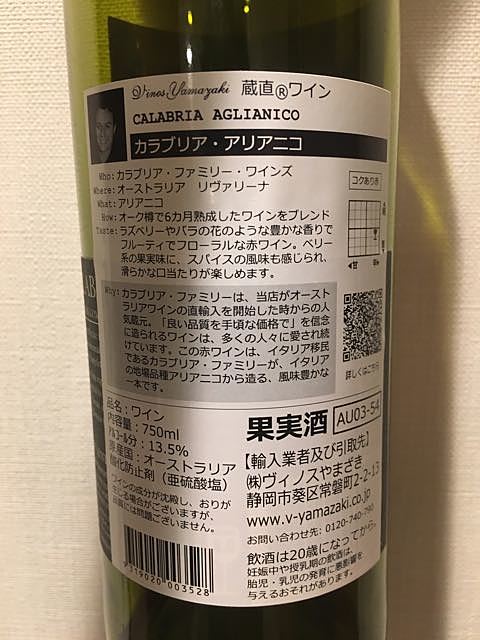 Vinos Yamazaki 蔵直®ワイン
CALABRIA AGLIANICO
カラブリア・アリアニコ
Who:カラブリア・ファミリー・ワインズ
Where:オーストラリア リヴァリーナ
What:アリアニコ
How:オーク樽で6カ月熟成したワインをブレンド
Taste:ラズベリーやバラの花のような豊かな香りで
フルーティでフローラルな赤ワイン。ベリー
系の果実味に、スパイスの風味も感じられ、
滑らかな口当たりが楽しめます。
コクあり赤
Why:カラブリア・ファミリーは、当店がオースト
ラリアワインの直輸入を開始した時からの人
気蔵元。「良い品質を手頃な価格で」を信念
に造られるワインは、多くの人々に愛され続
けています。この赤ワインは、イタリア移民
であるカラブリア・ファミリーが、イタリア
の地場品種アリアニコから造る、風味豊かな
一本です。
詳しくはこちら
AB
品名：ワイン
内容量：750ml
アルコール分：13.5%
原産国：オーストラリア
酸化防止剤（亜硫酸塩）
ワインの成分が沈殿し、おりが
生じる場合がございますが、
品質には問題ございません。
9319020 003528
果実酒 AU03-54
【輸入業者及び引取先】
㈱ヴィノスやまざき
静岡市葵区常磐町2-2-13
www.v-yamazaki.co.jp
お問い合わせ：0120-740-790
飲酒は20歳になってから。
妊娠中や授乳期の飲酒は、
胎児・乳児の発育に悪影響を
与えるおそれがあります。